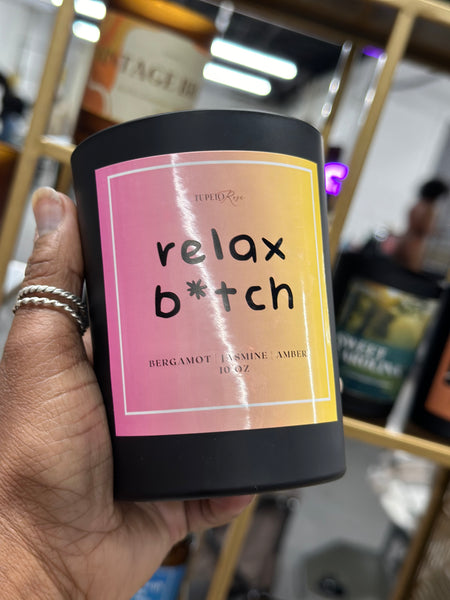 TUPELO Rose
relax
b*tch
BERGAMOT | JASMINE | AMBER
10 OZ